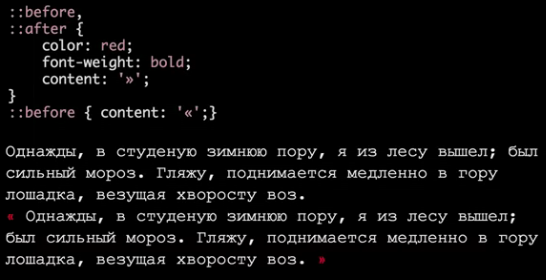 ::before,
::after {
    color: red;
    font-weight: bold;
    content: '»';
}
::before { content: '«';}
Однажды, в студеную зимнюю пору, я из лесу вышел; был
сильный мороз. Гляжу, поднимается медленно в гору
лошадка, везущая хворосту воз.
« Однажды, в студеную зимнюю пору, я из лесу вышел;
был сильный мороз. Гляжу, поднимается медленно в гору
лошадка, везущая хворосту воз. »